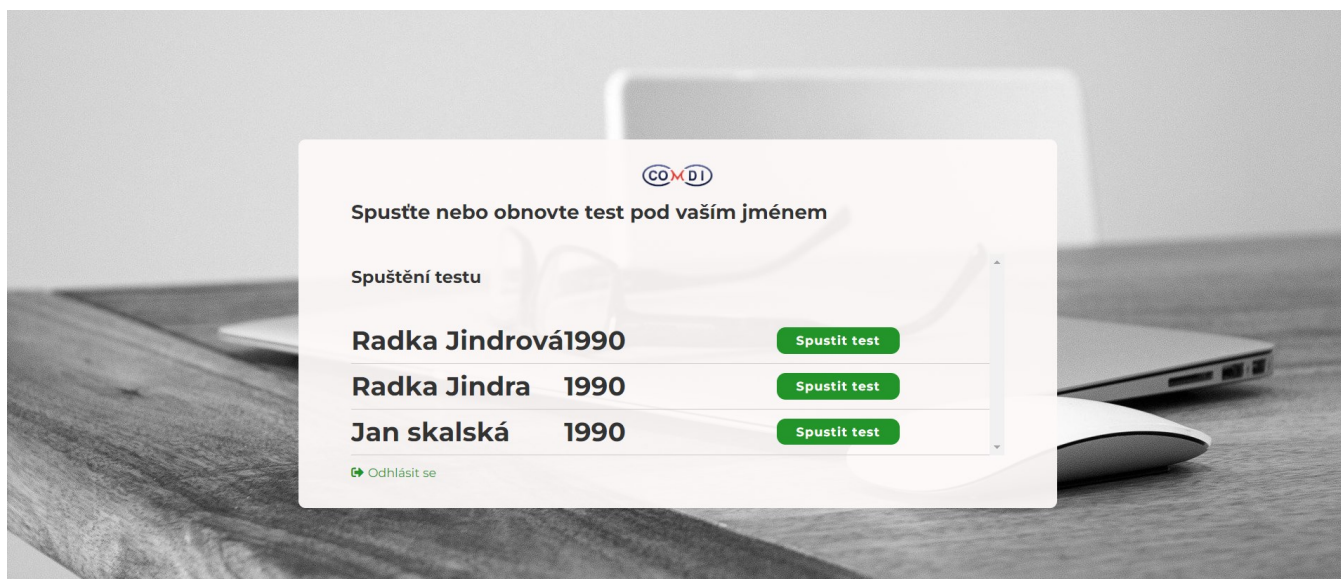 COMDI
Spusťte nebo obnovte test pod vaším jménem
Spuštění testu
Radka Jindrová1990 Spustit test
Radka Jindra 1990 Spustit test
Jan skalská 1990 Spustit test
Odhlásit se